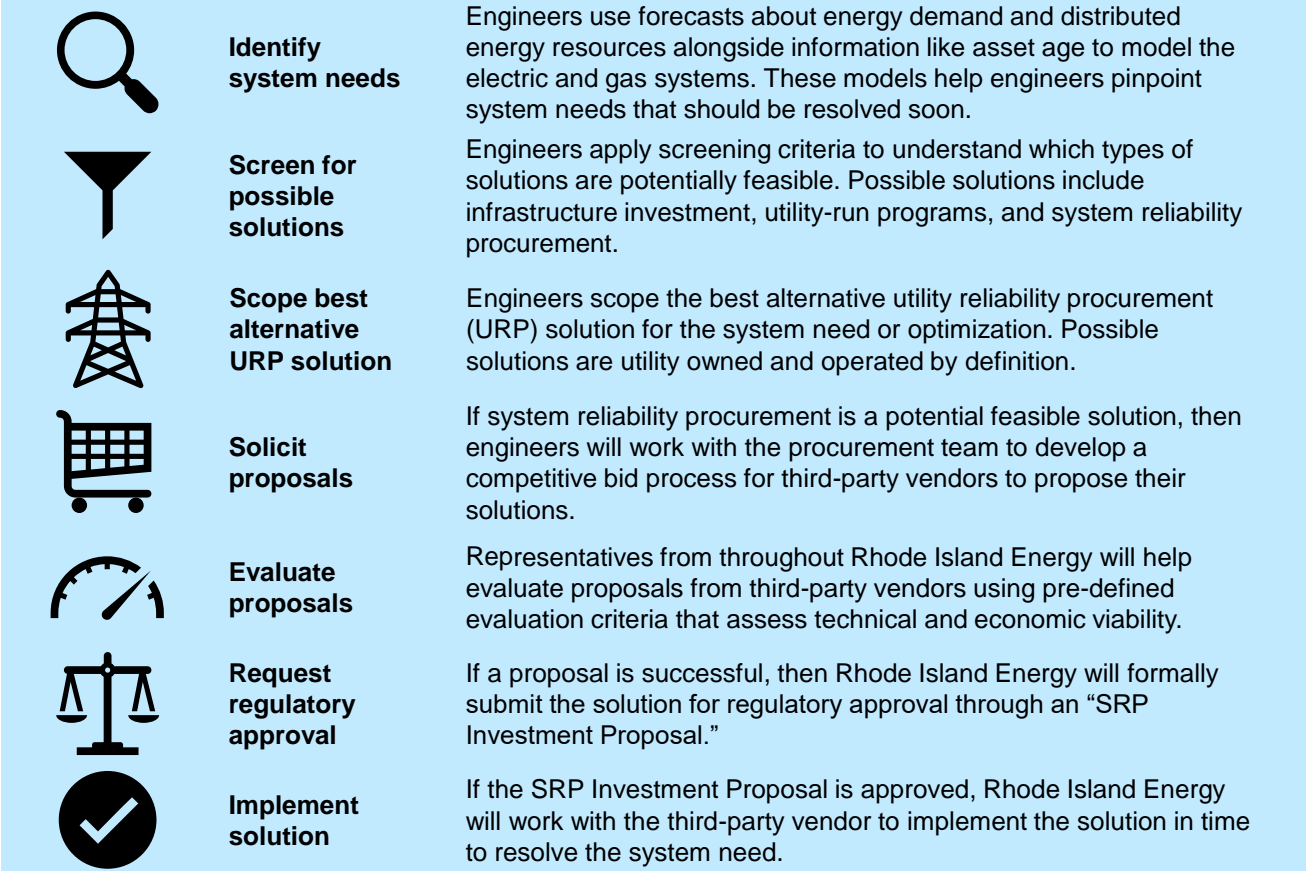 Identify
system needs
Engineers use forecasts about energy demand and distributed
energy resources alongside information like asset age to model the
electric and gas systems. These models help engineers pinpoint
system needs that should be resolved soon.
Screen for
possible
solutions
Engineers apply screening criteria to understand which types of
solutions are potentially feasible. Possible solutions include
infrastructure investment, utility-run programs, and system reliability
procurement.
Scope best
alternative
URP solution
Engineers scope the best alternative utility reliability procurement
(URP) solution for the system need or optimization. Possible
solutions are utility owned and operated by definition.
Solicit
proposals
If system reliability procurement is a potential feasible solution, then
engineers will work with the procurement team to develop a
competitive bid process for third-party vendors to propose their
solutions.
Evaluate
proposals
Representatives from throughout Rhode Island Energy will help
evaluate proposals from third-party vendors using pre-defined
evaluation criteria that assess technical and economic viability.
Request
regulatory
approval
If a proposal is successful, then Rhode Island Energy will formally
submit the solution for regulatory approval through an “SRP
Investment Proposal.”
Implement
solution
If the SRP Investment Proposal is approved, Rhode Island Energy
will work with the third-party vendor to implement the solution in time
to resolve the system need.